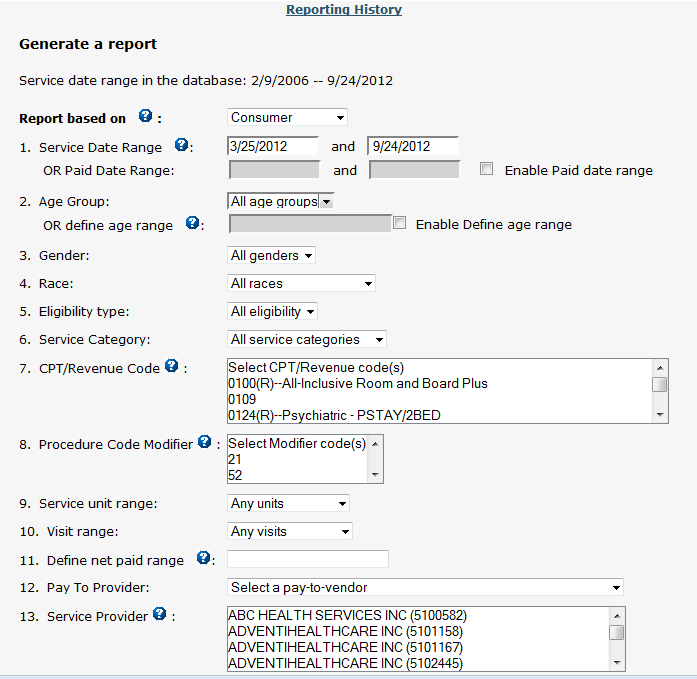 Reporting History
Generate a report
Service date range in the database: 2/9/2006 -- 9/24/2012
Report based on ? : Consumer
1. Service Date Range ? : 3/25/2012 and 9/24/2012
OR Paid Date Range: and Enable Paid date range
2. Age Group: All age groups
OR define age range ? : Enable Define age range
3. Gender: All genders
4. Race: All races
5. Eligibility type: All eligibility
6. Service Category: All service categories
7. CPT/Revenue Code ? : Select CPT/Revenue code(s)
0100(R)--All-Inclusive Room and Board Plus
0109
0124(R)--Psychiatric - PSTAY/2BED
8. Procedure Code Modifier ? : Select Modifier code(s)
21
52
9. Service unit range: Any units
10. Visit range: Any visits
11. Define net paid range ? :
12. Pay To Provider: Select a pay-to-vendor
13. Service Provider ? : ABC HEALTH SERVICES INC (5100582)
ADVENTIHEALTHCARE INC (5101158)
ADVENTIHEALTHCARE INC (5101167)
ADVENTIHEALTHCARE INC (5102445)